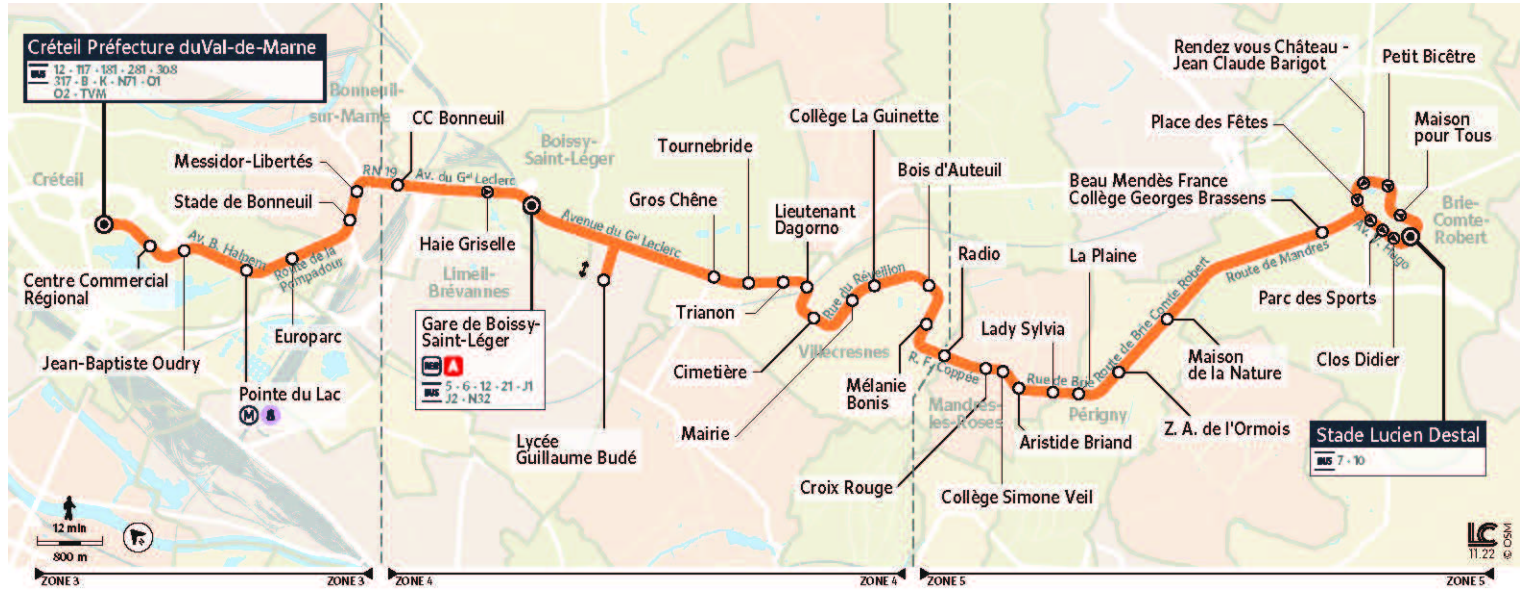 Créteil Préfecture duVal-de-Marne
BUS 12 - 117 - 181 - 281 - 308
317 - B - K - N71 - O1
O2 - TVM
Bonneuil-
sur-Marne
Créteil
CC Bonneuil
Messidor-Libertés
RN 19
Av. du Gal Leclerc
Stade de Bonneuil
Av. B. Halpern
Route de la
Pompadour
Centre Commercial
Régional
Jean-Baptiste Oudry
Europarc
Pointe du Lac
M 8
Boissy-
Saint-Léger
Haie Griselle
Avenue du Gal Leclerc
Limeil-
Brévannes
Gare de Boissy-
Saint-Léger
RER A
BUS 5 - 6 - 12 - 21 - J1
J2 - N32
Lycée
Guillaume Budé
Gros Chêne
Tournebride
Trianon
Lieutenant
Dagorno
Cimetière
Rue du Réveillon
Villecresnes
Mairie
Collège La Guinette
Bois d'Auteuil
Mélanie
Bonis
Radio
R. F. Coppée
Mandres-
les-Roses
Croix Rouge
Collège Simone Veil
Aristide Briand
Lady Sylvia
Rue de Brie
La Plaine
Périgny
Z. A. de l'Ormois
Route de Brie Comte Robert
Maison
de la Nature
Route de Mandres
Beau Mendès France
Collège Georges Brassens
Place des Fêtes
Rendez vous Château -
Jean Claude Barigot
Petit Bicêtre
Maison
pour Tous
Brie-
Comte-
Robert
Av. V. Hugo
Parc des Sports
Clos Didier
Stade Lucien Destal
BUS 7 - 10
12 min
800 m
LC
11.22
© OSM
ZONE 3
ZONE 3
ZONE 4
ZONE 4
ZONE 5
ZONE 5